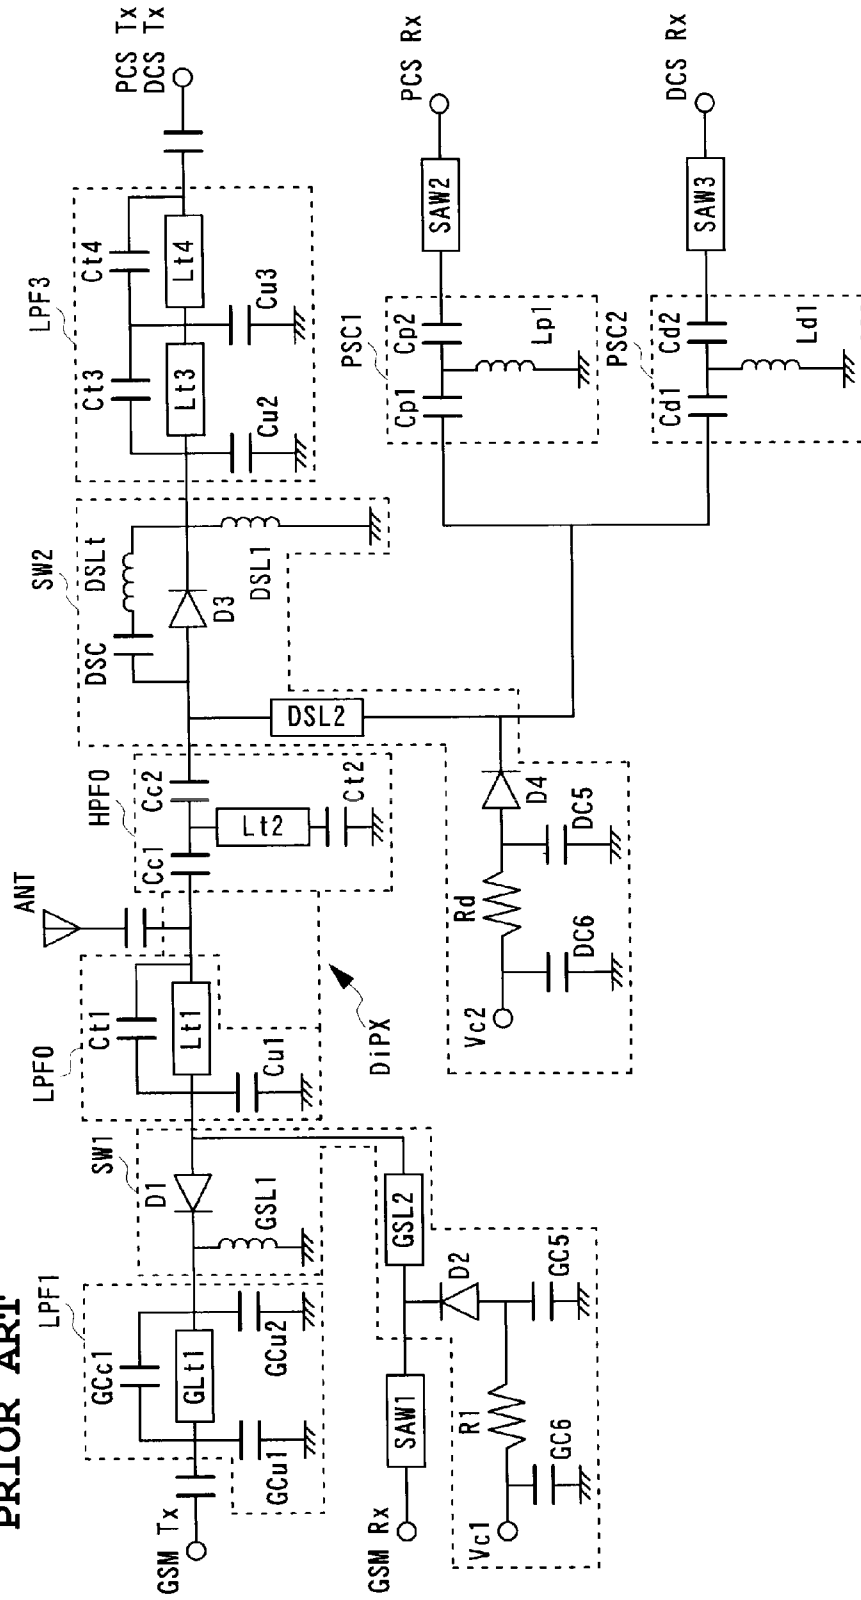 PRIOR ART
GSM Tx
LPF1
GCc1
GLt1
GCu1
GCu2
SW1
D1
GSL1
LPF0
Ct1
Lt1
Cu1
ANT
DiPX
HPF0
Cc1
Cc2
Lt2
Ct2
SW2
DSC
DSLt
D3
DSL1
DSL2
LPF3
Ct3
Ct4
Lt3
Lt4
Cu2
Cu3
PCS Tx
DCS Tx
GSM Rx
SAW1
GSL2
D2
GC5
R1
GC6
Vc1
Vc2
Rd
D4
DC5
DC6
PSC1
Cp1
Cp2
Lp1
SAW2
PCS Rx
PSC2
Cd1
Cd2
Ld1
SAW3
DCS Rx